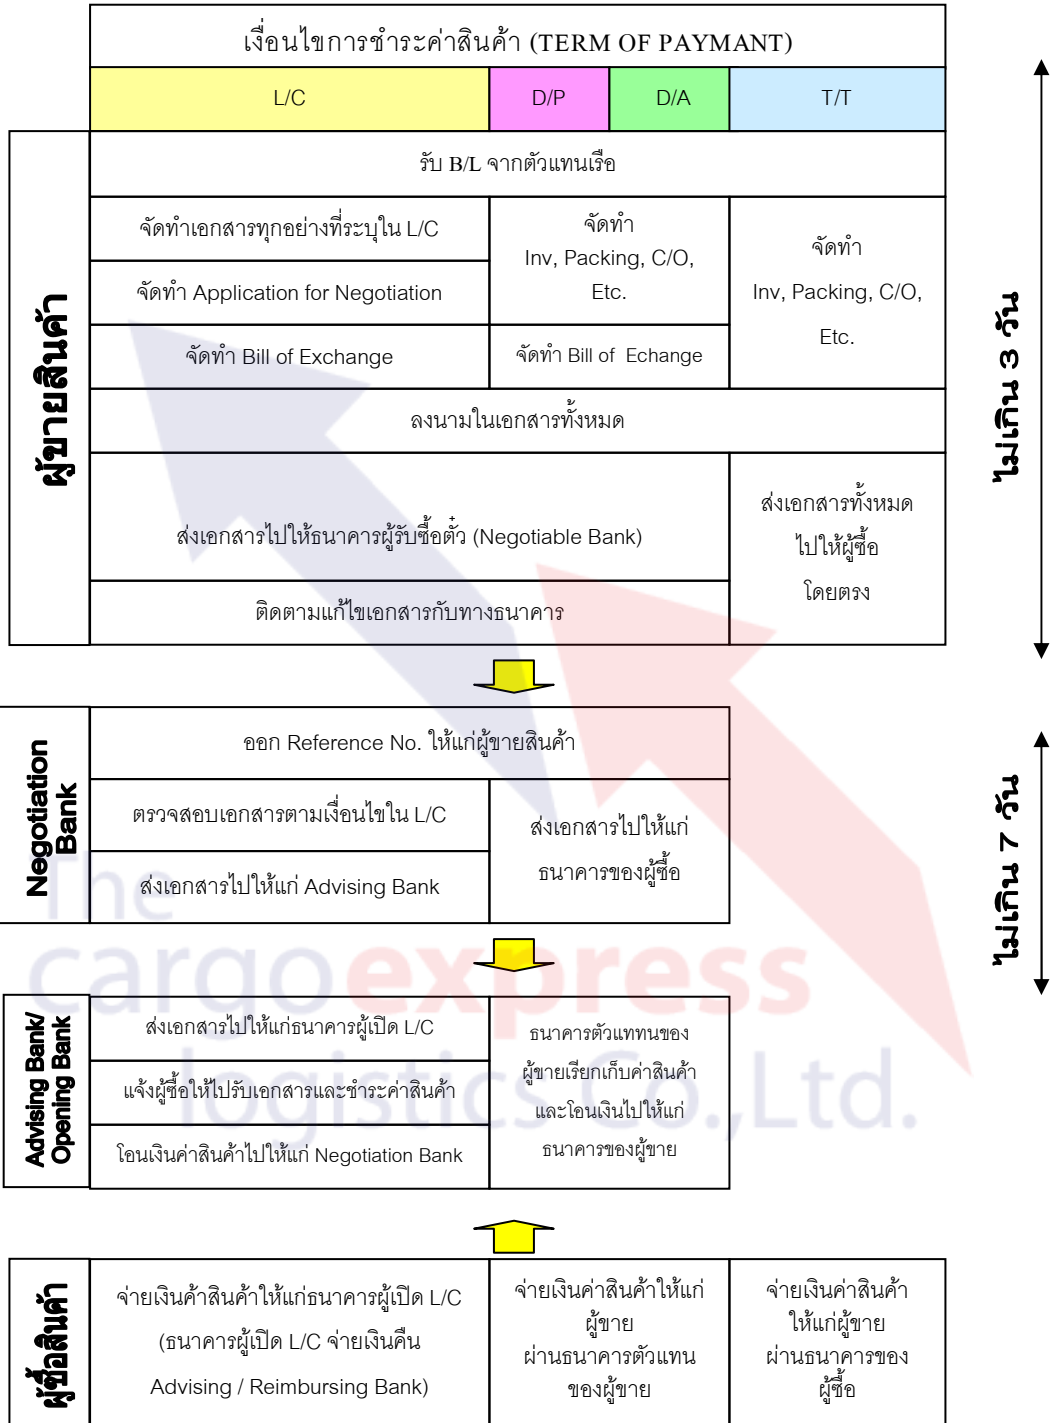 เงื่อนไขการชำระค่าสินค้า (TERM OF PAYMANT)
L/C
D/P
D/A
T/T
ผู้ขายสินค้า
รับ B/L จากตัวแทนเรือ
จัดทำเอกสารทุกอย่างที่ระบุใน L/C
จัดทำ Application for Negotiation
จัดทำ Bill of Exchange
จัดทำ
Inv, Packing, C/O,
Etc.
จัดทำ Bill of Echange
จัดทำ
Inv, Packing, C/O,
Etc.
ลงนามในเอกสารทั้งหมด
ส่งเอกสารไปให้ธนาคารผู้รับซื้อตั๋ว (Negotiable Bank)
ติดตามแก้ไขเอกสารกับทางธนาคาร
ส่งเอกสารทั้งหมด
ไปให้ผู้ซื้อ
โดยตรง
ไม่เกิน 3 วัน
Negotiation
Bank
ออก Reference No. ให้แก่ผู้ขายสินค้า
ตรวจสอบเอกสารตามเงื่อนไขใน L/C
ส่งเอกสารไปให้แก่ Advising Bank
ส่งเอกสารไปให้แก่
ธนาคารของผู้ซื้อ
ไม่เกิน 7 วัน
Advising Bank/
Opening Bank
ส่งเอกสารไปให้แก่ธนาคารผู้เปิด L/C
แจ้งผู้ซื้อให้ไปรับเอกสารและชำระค่าสินค้า
โอนเงินค่าสินค้าไปให้แก่ Negotiation Bank
ธนาคารตัวแททนของ
ผู้ขายเรียกเก็บค่าสินค้า
และโอนเงินไปให้แก่
ธนาคารของผู้ขาย
ผู้ซื้อสินค้า
จ่ายเงินค้าสินค้าให้แก่ธนาคารผู้เปิด L/C
(ธนาคารผู้เปิด L/C จ่ายเงินคืน
Advising / Reimbursing Bank)
จ่ายเงินค่าสินค้าให้แก่
ผู้ขาย
ผ่านธนาคารตัวแทน
ของผู้ขาย
จ่ายเงินค่าสินค้า
ให้แก่ผู้ขาย
ผ่านธนาคารของ
ผู้ซื้อ
The
cargoexpress
logistics Co.,Ltd.